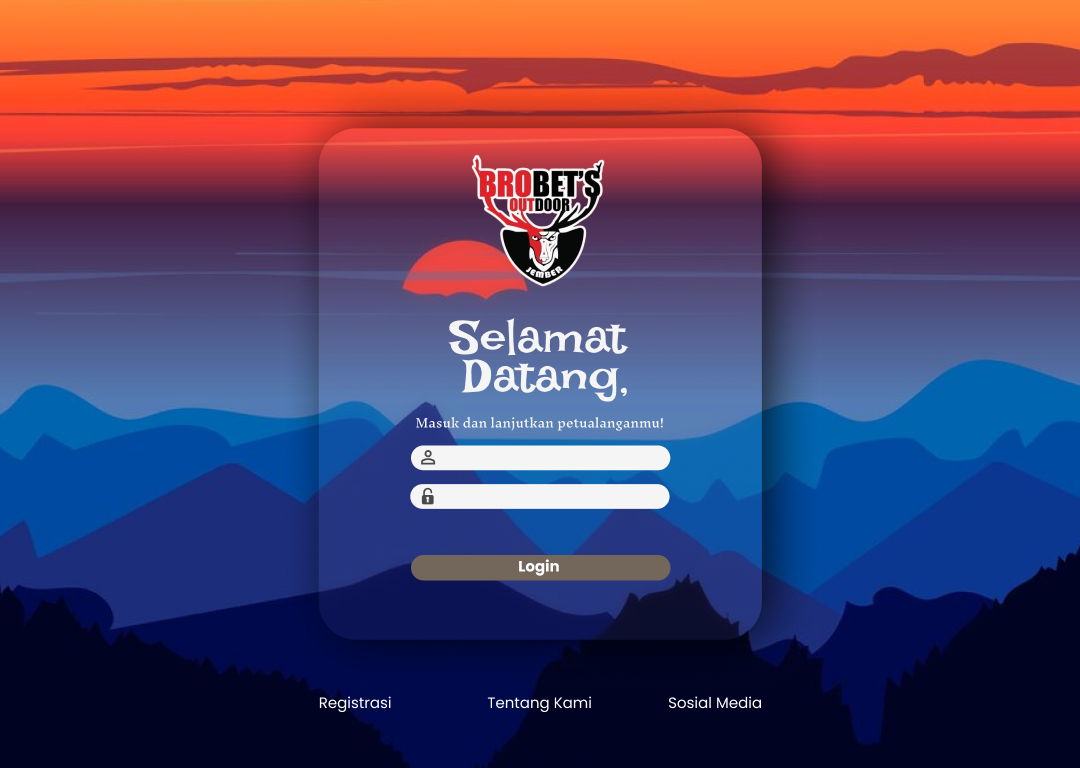 BROBET'S
OUTDOOR
JEMBER
Selamat
Datang,
Masuk dan lanjutkan petualanganmu!
Login
Registrasi
Tentang Kami
Sosial Media